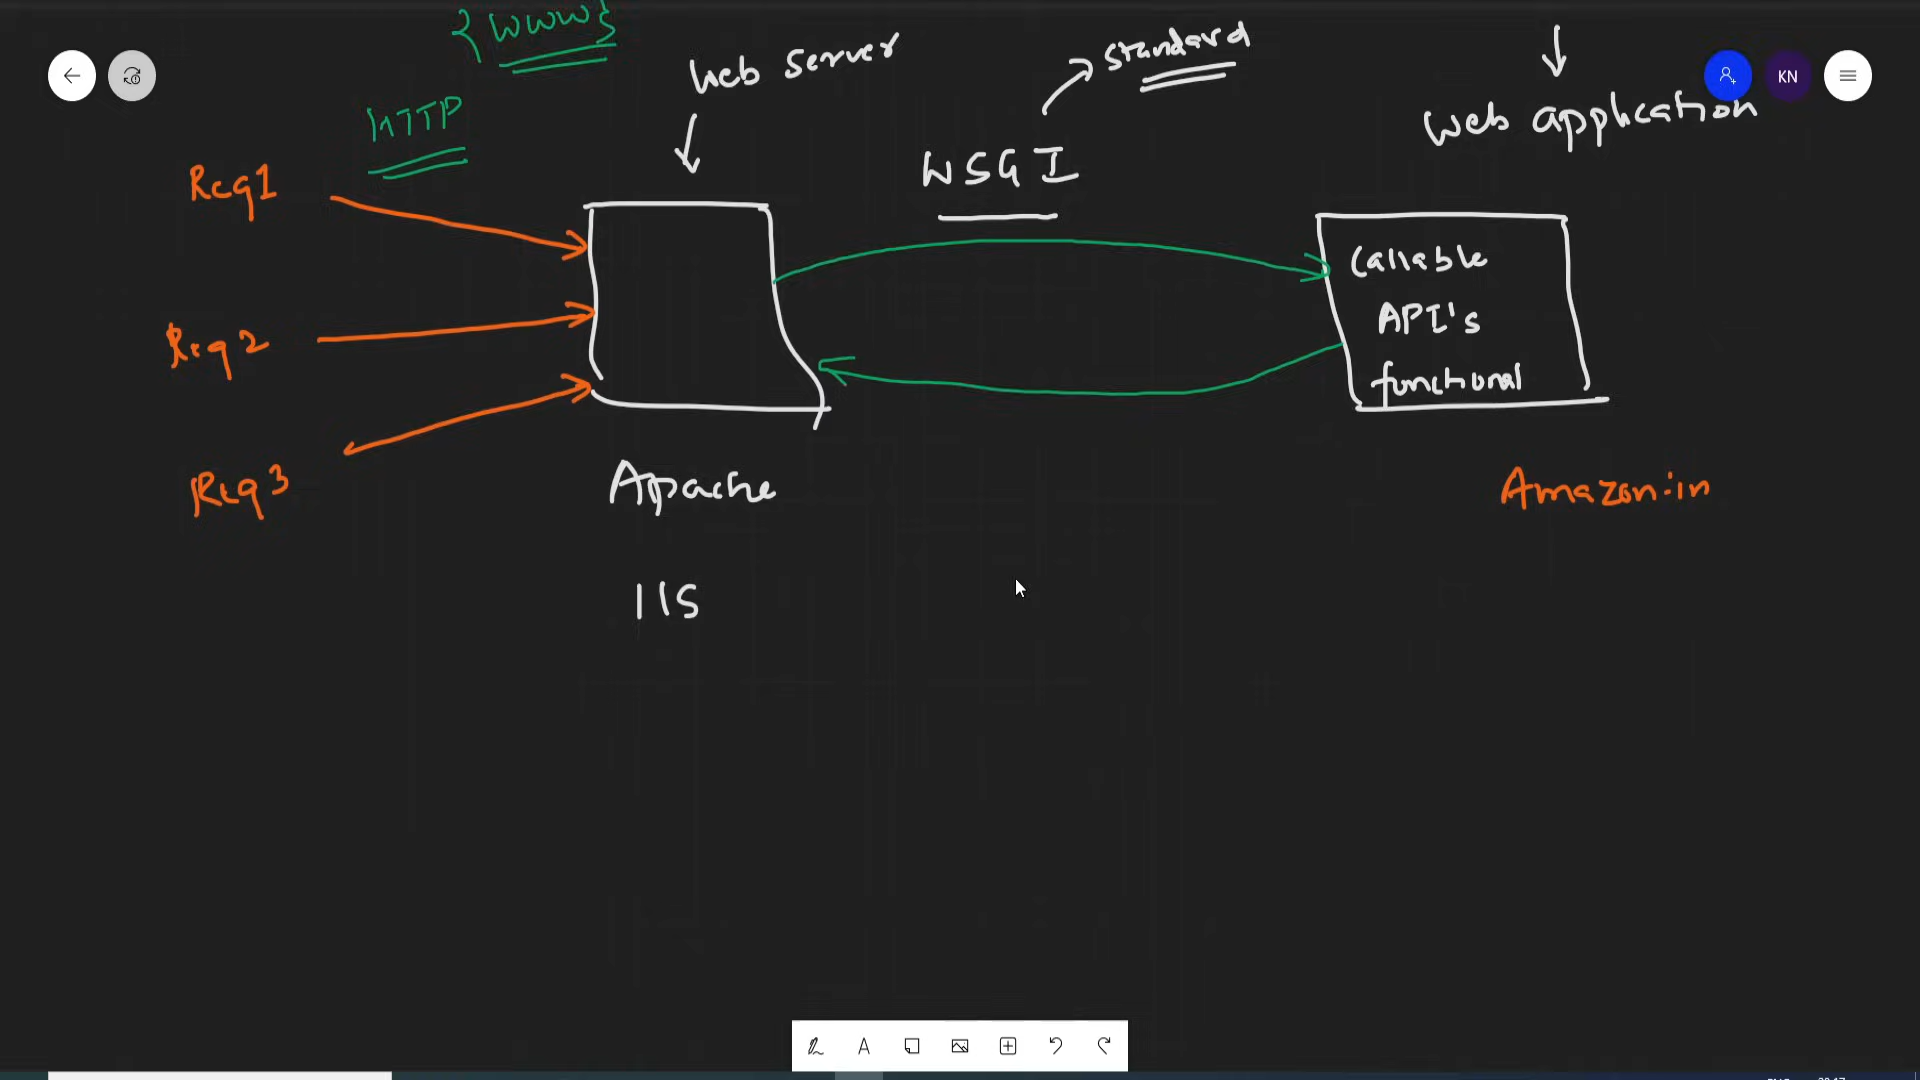 {WWW}
Web Server
standard
KN
HTTP
Web application
WSGI
Req1
Callable
API's
functional
Req2
Req3
Apache
Amazon.in
IIS